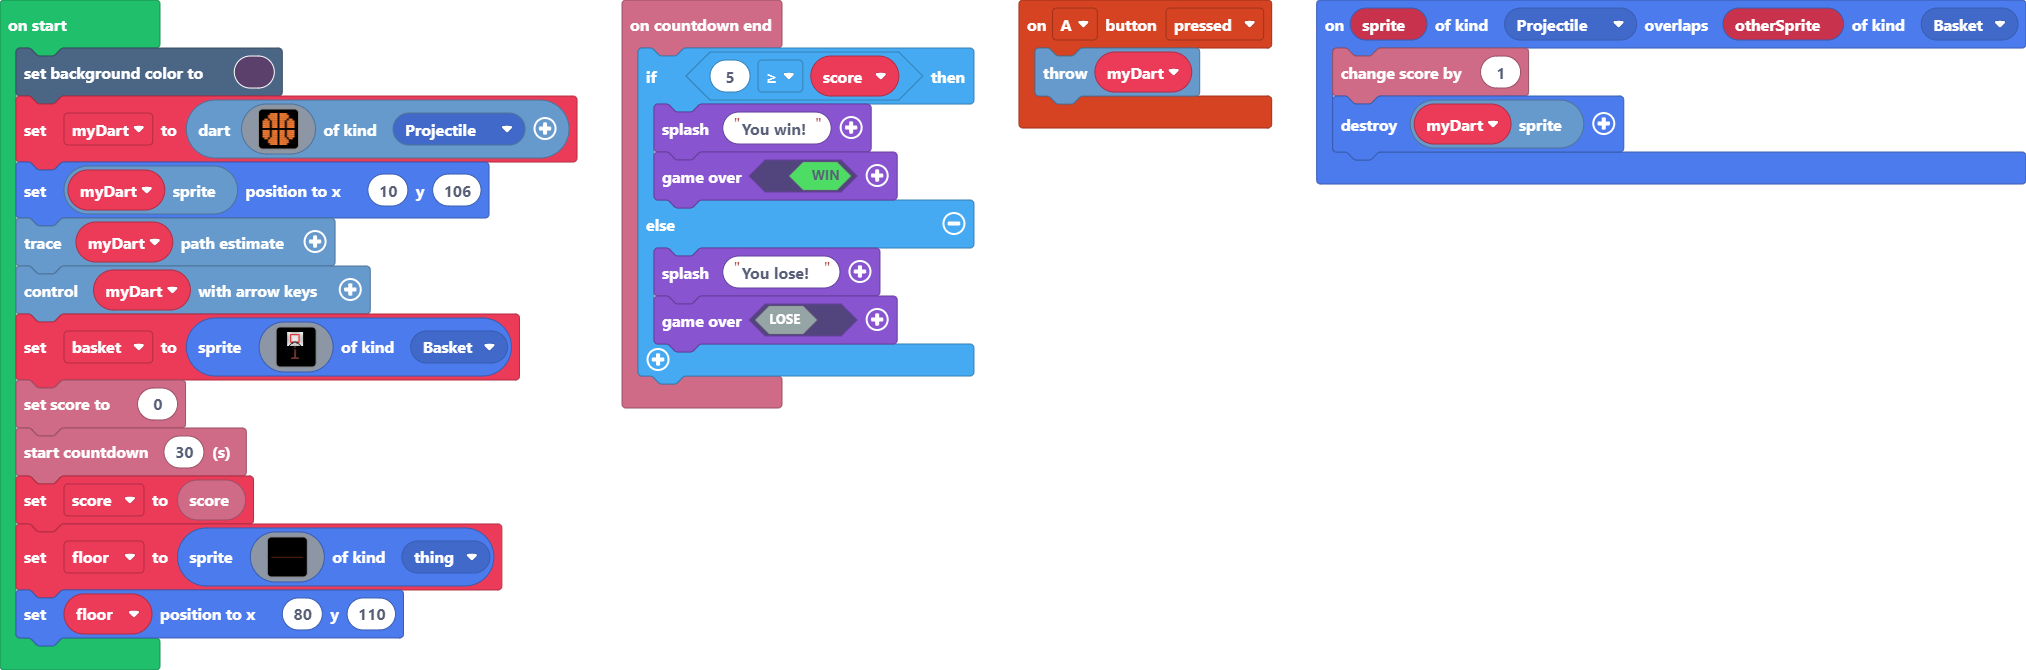 on start
set background color to
set myDart to dart of kind Projectile
set myDart sprite position to x 10 y 106
trace myDart path estimate
control myDart with arrow keys
set basket to sprite of kind Basket
set score to 0
start countdown 30 (s)
set score to score
set floor to sprite of kind thing
set floor position to x 80 y 110
on countdown end
if 5 ≥ score then
splash "You win! "
game over WIN
else
splash "You lose! "
game over LOSE
on A button pressed
throw myDart
on sprite of kind Projectile overlaps otherSprite of kind Basket
change score by 1
destroy myDart sprite